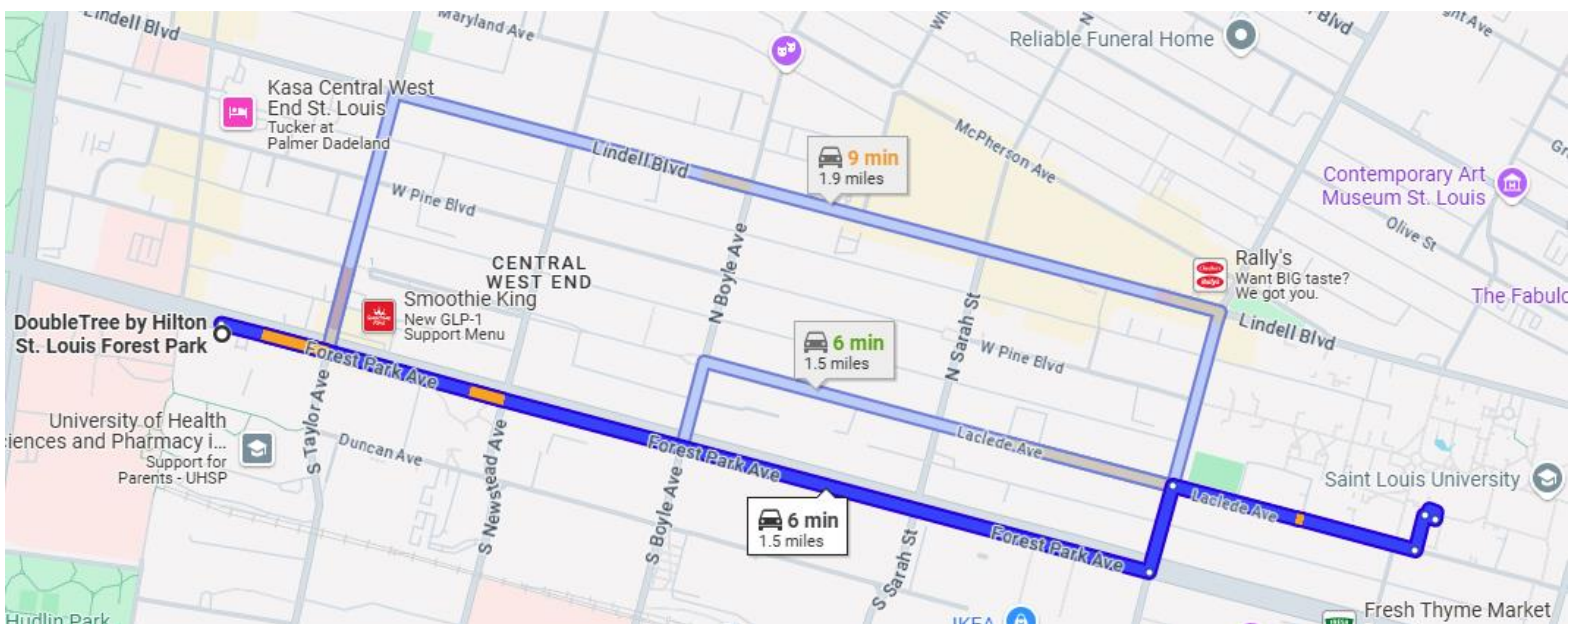 Lindell Blvd
Maryland Ave
Blvd
Reliable Funeral Home
Kasa Central West
End St. Louis
Tucker at
Palmer Dadeland
McPherson Ave
Lindell Blvd
9 min
1.9 miles
Contemporary Art
Museum St. Louis
W Pine Blvd
Olive St
N Boyle Ave
CENTRAL
WEST END
Rally's
Want BIG taste?
We got you.
The Fabulo
Smoothie King
New GLP-1
Support Menu
N Sarah St
Lindell Blvd
DoubleTree by Hilton
St. Louis Forest Park
6 min
1.5 miles
W Pine Blvd
Forest Park Ave
S Taylor Ave
University of Health
ciences and Pharmacy i...
Support for
Parents - UHSP
Duncan Ave
Forest Park Ave
Laclede Ave
Saint Louis University
S Newstead Ave
S Boyle Ave
6 min
1.5 miles
Laclede Ave
Forest Park Ave
S Sarah St
Hudlin Park
IKEA
Fresh Thyme Market